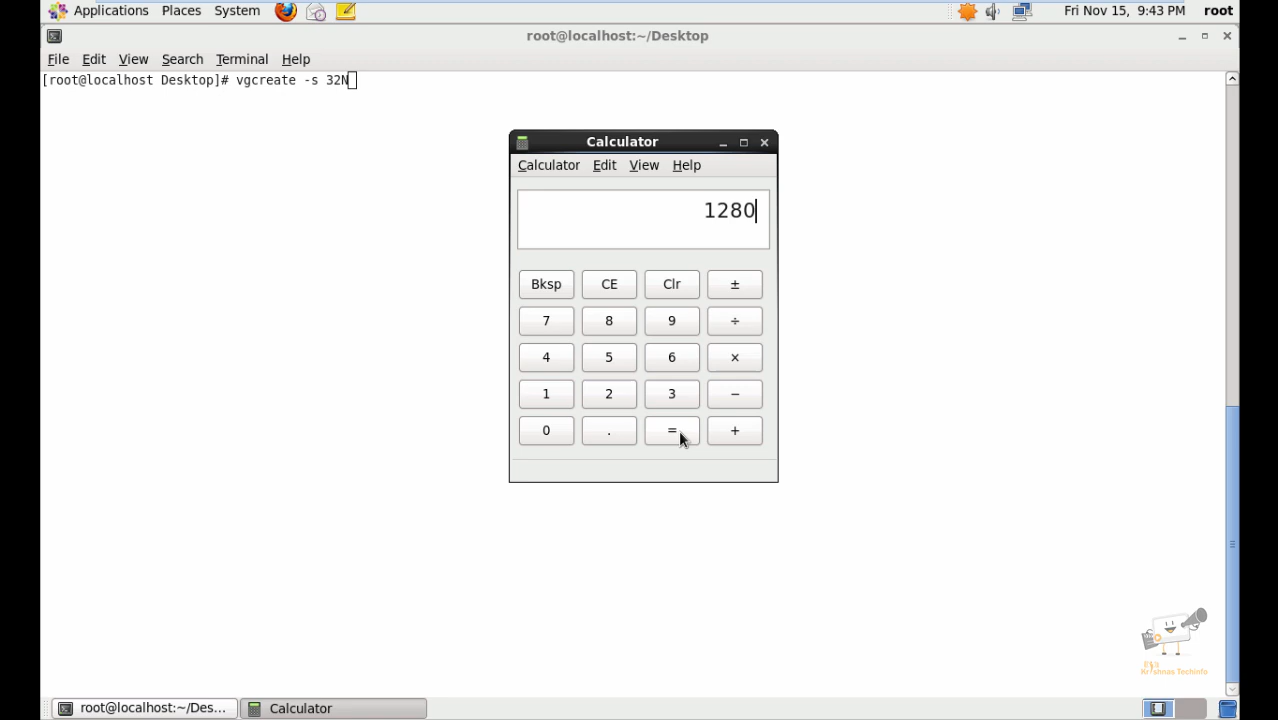 Applications Places System Fri Nov 15, 9:43 PM root
root@localhost:~/Desktop
File Edit View Search Terminal Help
[root@localhost Desktop]# vgcreate -s 32N
Calculator
Calculator Edit View Help
1280
Bksp CE Clr ±
7 8 9 ÷
4 5 6 ×
1 2 3 −
0 . = +
Krishnas Techinfo
root@localhost:~/Des... Calculator